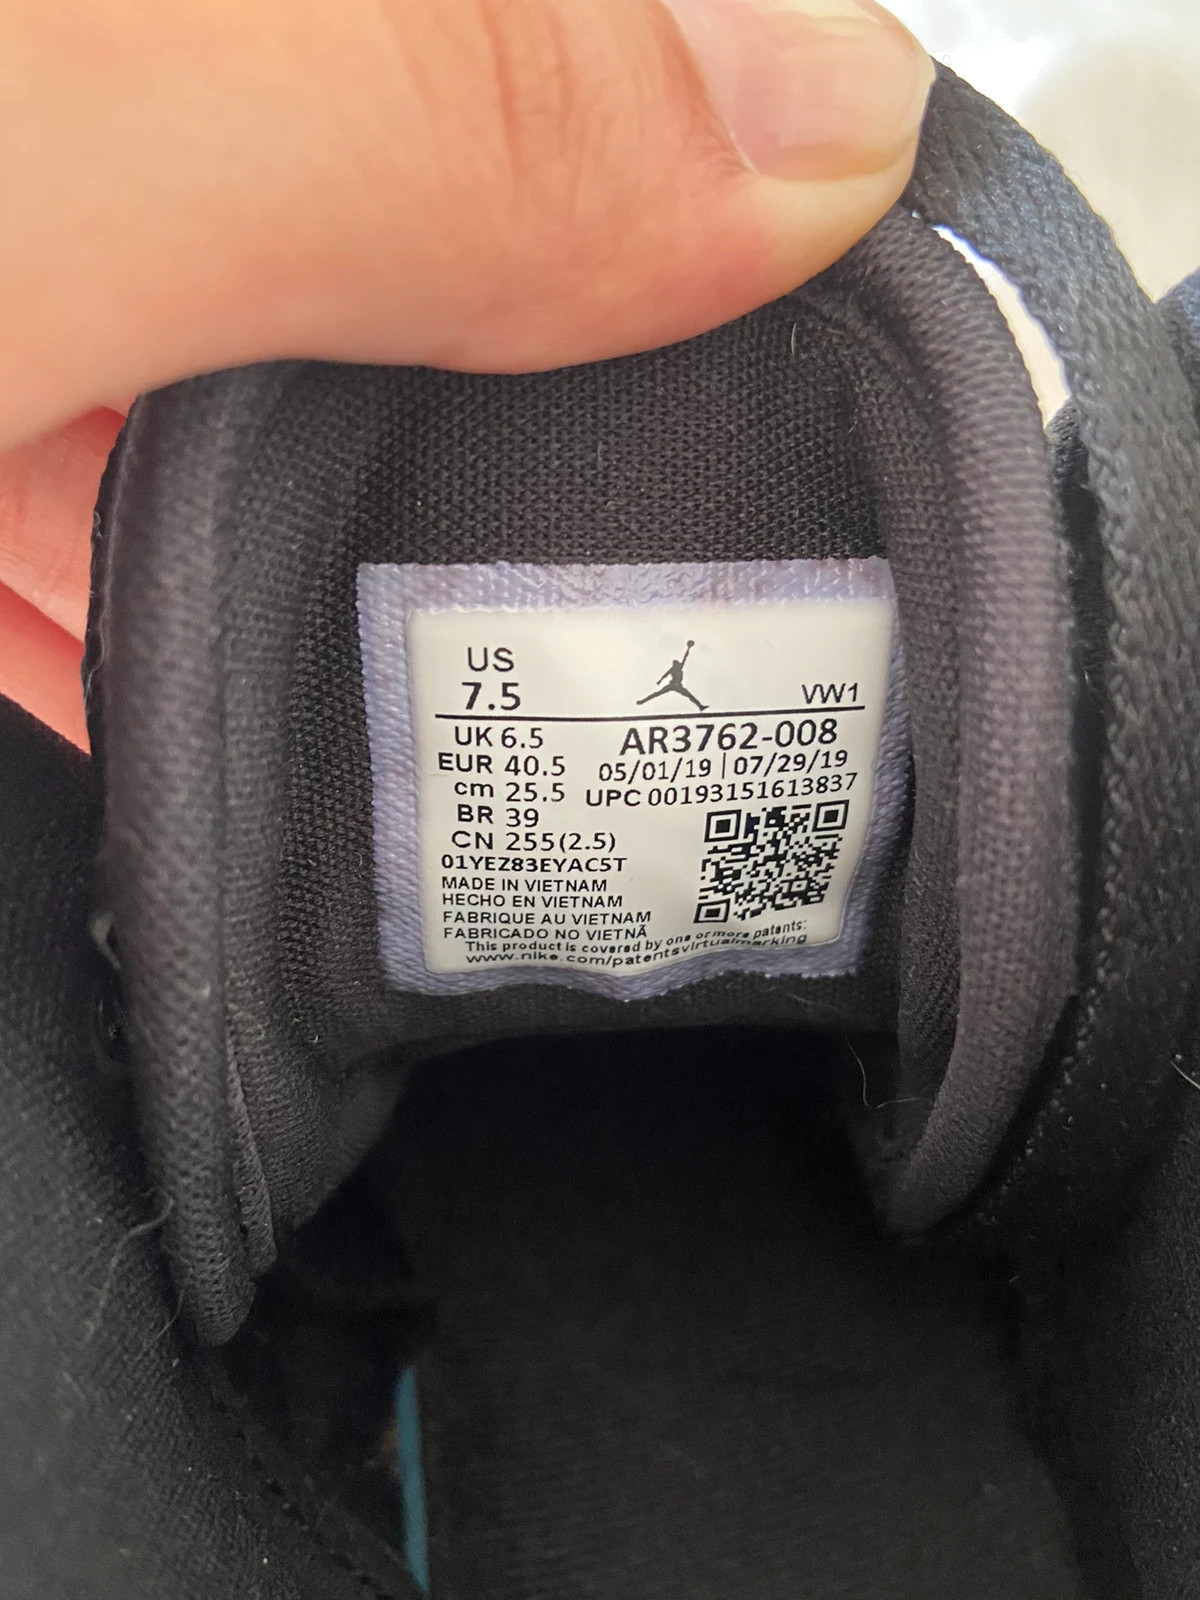 US
7.5
VW1
UK 6.5
AR3762-008
EUR 40.5
05/01/19 | 07/29/19
cm 25.5
UPC 00193151613837
BR 39
CN 255(2.5)
01YEZ83EYAC5T
MADE IN VIETNAM
HECHO EN VIETNAM
FABRIQUE AU VIETNAM
FABRICADO NO VIETNÃ
This product is covered by one or more patents:
www.nike.com/patentsvirtualmarking